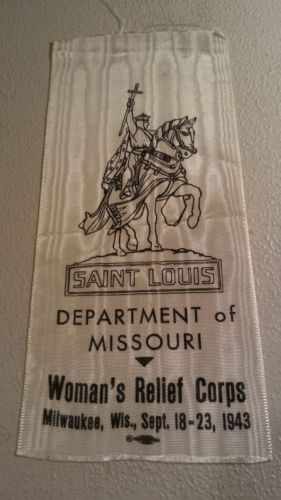 SAINT LOUIS
DEPARTMENT of
MISSOURI
Woman's Relief Corps
Milwaukee, Wis., Sept. 18-23, 1943